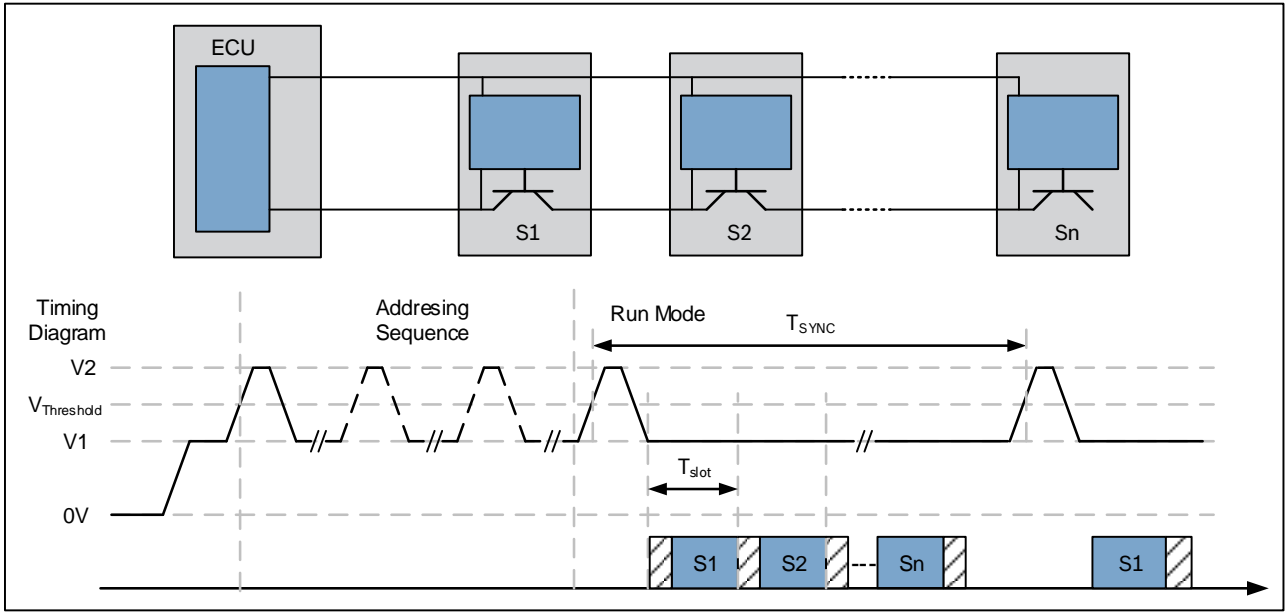 ECU
S1
S2
Sn
Timing
Diagram
Addresing
Sequence
Run Mode
TSYNC
V2
VThreshold
V1
Tslot
0V
S1
S2
Sn
S1